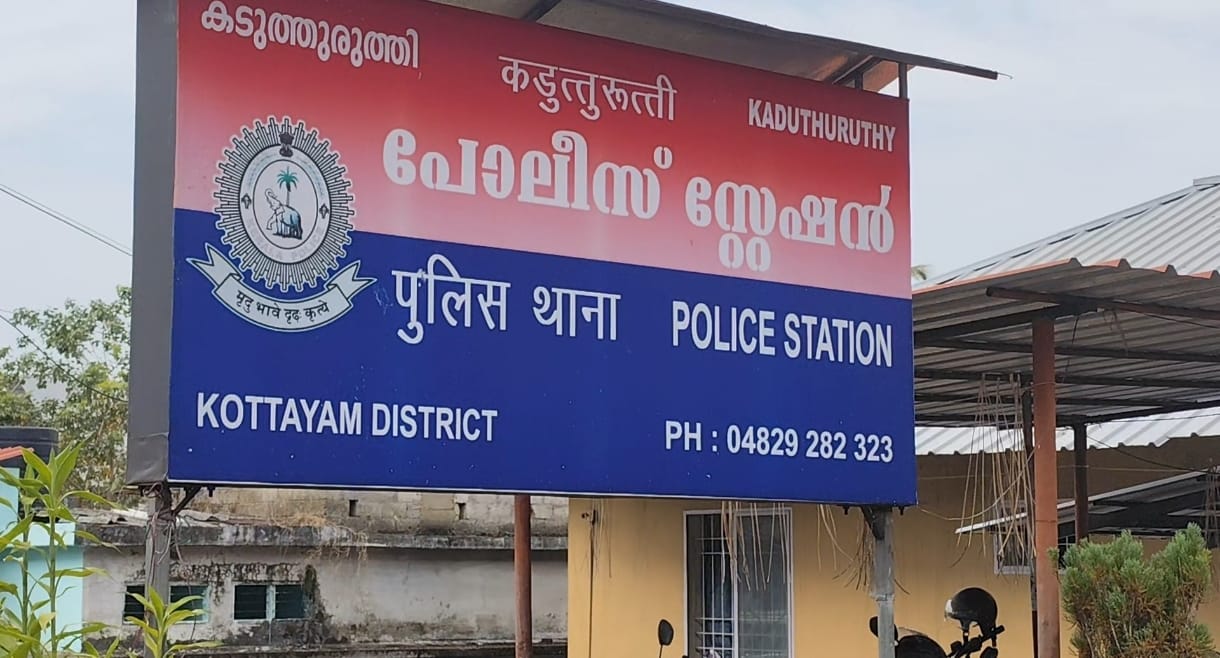 കടുത്തുരുത്തി
कडुत्तुरूत्ती
KADUTHURUTHY
പോലീസ് സ്റ്റേഷൻ
मृदु भावे दृढ कृत्ये
पुलिस थाना
POLICE STATION
KOTTAYAM DISTRICT
PH : 04829 282 323